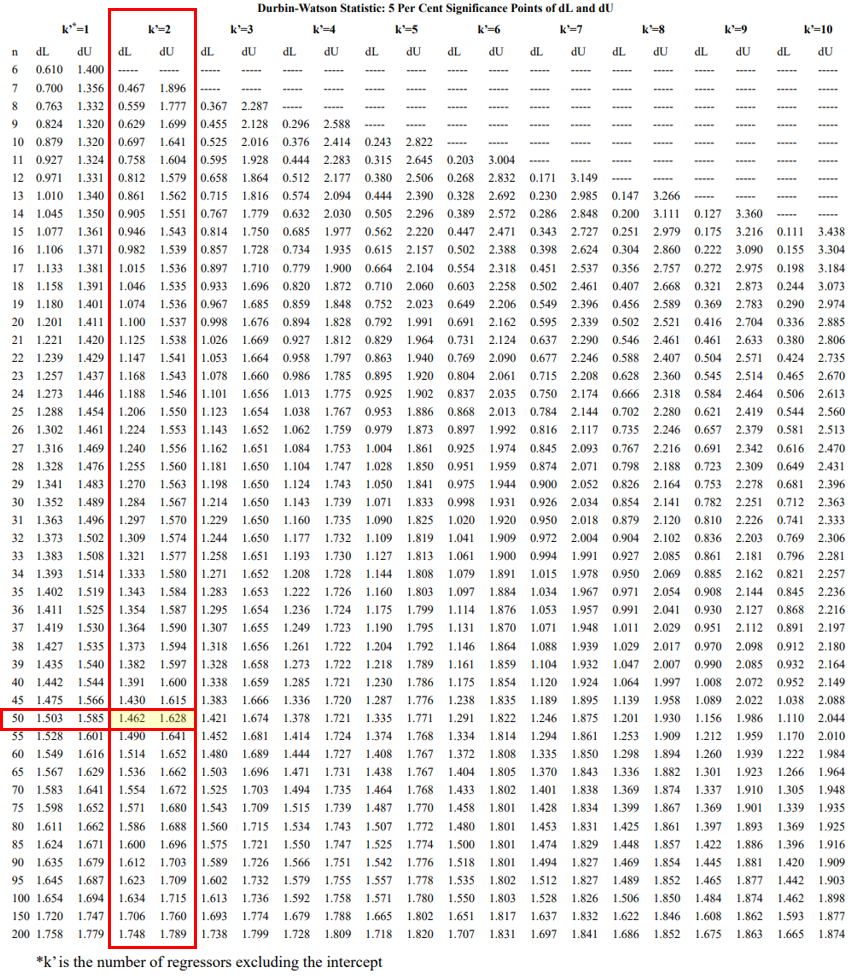 Durbin-Watson Statistic: 5 Per Cent Significance Points of dL and dU
k'*=1 k'=2 k'=3 k'=4 k'=5 k'=6 k'=7 k'=8 k'=9 k'=10
n dL dU dL dU dL dU dL dU dL dU dL dU dL dU dL dU dL dU dL dU
6 0.610 1.400 ----- ----- ----- ----- ----- ----- ----- ----- ----- ----- ----- ----- ----- ----- ----- ----- ----- -----
7 0.700 1.356 0.467 1.896 ----- ----- ----- ----- ----- ----- ----- ----- ----- ----- ----- ----- ----- ----- ----- -----
8 0.763 1.332 0.559 1.777 0.367 2.287 ----- ----- ----- ----- ----- ----- ----- ----- ----- ----- ----- ----- ----- -----
9 0.824 1.320 0.629 1.699 0.455 2.128 0.296 2.588 ----- ----- ----- ----- ----- ----- ----- ----- ----- ----- ----- -----
10 0.879 1.320 0.697 1.641 0.525 2.016 0.376 2.414 0.243 2.822 ----- ----- ----- ----- ----- ----- ----- ----- ----- -----
11 0.927 1.324 0.758 1.604 0.595 1.928 0.444 2.283 0.315 2.645 0.203 3.004 ----- ----- ----- ----- ----- ----- ----- -----
12 0.971 1.331 0.812 1.579 0.658 1.864 0.512 2.177 0.380 2.506 0.268 2.832 0.171 3.149 ----- ----- ----- ----- ----- -----
13 1.010 1.340 0.861 1.562 0.715 1.816 0.574 2.094 0.444 2.390 0.328 2.692 0.230 2.985 0.147 3.266 ----- ----- ----- -----
14 1.045 1.350 0.905 1.551 0.767 1.779 0.632 2.030 0.505 2.296 0.389 2.572 0.286 2.848 0.200 3.111 0.127 3.360 ----- -----
15 1.077 1.361 0.946 1.543 0.814 1.750 0.685 1.977 0.562 2.220 0.447 2.471 0.343 2.727 0.251 2.979 0.175 3.216 0.111 3.438
16 1.106 1.371 0.982 1.539 0.857 1.728 0.734 1.935 0.615 2.157 0.502 2.388 0.398 2.624 0.304 2.860 0.222 3.090 0.155 3.304
17 1.133 1.381 1.015 1.536 0.897 1.710 0.779 1.900 0.664 2.104 0.554 2.318 0.451 2.537 0.356 2.757 0.272 2.975 0.198 3.184
18 1.158 1.391 1.046 1.535 0.933 1.696 0.820 1.872 0.710 2.060 0.603 2.258 0.502 2.461 0.407 2.668 0.321 2.873 0.244 3.073
19 1.180 1.401 1.074 1.536 0.967 1.685 0.859 1.848 0.752 2.023 0.649 2.206 0.549 2.396 0.456 2.589 0.369 2.783 0.290 2.974
20 1.201 1.411 1.100 1.537 0.998 1.676 0.894 1.828 0.792 1.991 0.691 2.162 0.595 2.339 0.502 2.521 0.416 2.704 0.336 2.885
21 1.221 1.420 1.125 1.538 1.026 1.669 0.927 1.812 0.829 1.964 0.731 2.124 0.637 2.290 0.546 2.461 0.461 2.633 0.380 2.806
22 1.239 1.429 1.147 1.541 1.053 1.664 0.958 1.797 0.863 1.940 0.769 2.090 0.677 2.246 0.588 2.407 0.504 2.571 0.424 2.735
23 1.257 1.437 1.168 1.543 1.078 1.660 0.986 1.785 0.895 1.920 0.804 2.061 0.715 2.208 0.628 2.360 0.545 2.514 0.465 2.670
24 1.273 1.446 1.188 1.546 1.101 1.656 1.013 1.775 0.925 1.902 0.837 2.035 0.750 2.174 0.666 2.318 0.584 2.464 0.506 2.613
25 1.288 1.454 1.206 1.550 1.123 1.654 1.038 1.767 0.953 1.886 0.868 2.013 0.784 2.144 0.702 2.280 0.621 2.419 0.544 2.560
26 1.302 1.461 1.224 1.553 1.143 1.652 1.062 1.759 0.979 1.873 0.897 1.992 0.816 2.117 0.735 2.246 0.657 2.379 0.581 2.513
27 1.316 1.469 1.240 1.556 1.162 1.651 1.084 1.753 1.004 1.861 0.925 1.974 0.845 2.093 0.767 2.216 0.691 2.342 0.616 2.470
28 1.328 1.476 1.255 1.560 1.181 1.650 1.104 1.747 1.028 1.850 0.951 1.959 0.874 2.071 0.798 2.188 0.723 2.309 0.649 2.431
29 1.341 1.483 1.270 1.563 1.198 1.650 1.124 1.743 1.050 1.841 0.975 1.944 0.900 2.052 0.826 2.164 0.753 2.278 0.681 2.396
30 1.352 1.489 1.284 1.567 1.214 1.650 1.143 1.739 1.071 1.833 0.998 1.931 0.926 2.034 0.854 2.141 0.782 2.251 0.712 2.363
31 1.363 1.496 1.297 1.570 1.229 1.650 1.160 1.735 1.090 1.825 1.020 1.920 0.950 2.018 0.879 2.120 0.810 2.226 0.741 2.333
32 1.373 1.502 1.309 1.574 1.244 1.650 1.177 1.732 1.109 1.819 1.041 1.909 0.972 2.004 0.904 2.102 0.836 2.203 0.769 2.306
33 1.383 1.508 1.321 1.577 1.258 1.651 1.193 1.730 1.127 1.813 1.061 1.900 0.994 1.991 0.927 2.085 0.861 2.181 0.796 2.281
34 1.393 1.514 1.333 1.580 1.271 1.652 1.208 1.728 1.144 1.808 1.079 1.891 1.015 1.978 0.950 2.069 0.885 2.162 0.821 2.257
35 1.402 1.519 1.343 1.584 1.283 1.653 1.222 1.726 1.160 1.803 1.097 1.884 1.034 1.967 0.971 2.054 0.908 2.144 0.845 2.236
36 1.411 1.525 1.354 1.587 1.295 1.654 1.236 1.724 1.175 1.799 1.114 1.876 1.053 1.957 0.991 2.041 0.930 2.127 0.868 2.216
37 1.419 1.530 1.364 1.590 1.307 1.655 1.249 1.723 1.190 1.795 1.131 1.870 1.071 1.948 1.011 2.029 0.951 2.112 0.891 2.197
38 1.427 1.535 1.373 1.594 1.318 1.656 1.261 1.722 1.204 1.792 1.146 1.864 1.088 1.939 1.029 2.017 0.970 2.098 0.912 2.180
39 1.435 1.540 1.382 1.597 1.328 1.658 1.273 1.722 1.218 1.789 1.161 1.859 1.104 1.932 1.047 2.007 0.990 2.085 0.932 2.164
40 1.442 1.544 1.391 1.600 1.338 1.659 1.285 1.721 1.230 1.786 1.175 1.854 1.120 1.924 1.064 1.997 1.008 2.072 0.952 2.149
45 1.475 1.566 1.430 1.615 1.383 1.666 1.336 1.720 1.287 1.776 1.238 1.835 1.189 1.895 1.139 1.958 1.089 2.022 1.038 2.088
50 1.503 1.585 1.462 1.628 1.421 1.674 1.378 1.721 1.335 1.771 1.291 1.822 1.246 1.875 1.201 1.930 1.156 1.986 1.110 2.044
55 1.528 1.601 1.490 1.641 1.452 1.681 1.414 1.724 1.374 1.768 1.334 1.814 1.294 1.861 1.253 1.909 1.212 1.959 1.170 2.010
60 1.549 1.616 1.514 1.652 1.480 1.689 1.444 1.727 1.408 1.767 1.372 1.808 1.335 1.850 1.298 1.894 1.260 1.939 1.222 1.984
65 1.567 1.629 1.536 1.662 1.503 1.696 1.471 1.731 1.438 1.767 1.404 1.805 1.370 1.843 1.336 1.882 1.301 1.923 1.266 1.964
70 1.583 1.641 1.554 1.672 1.525 1.703 1.494 1.735 1.464 1.768 1.433 1.802 1.401 1.838 1.369 1.874 1.337 1.910 1.305 1.948
75 1.598 1.652 1.571 1.680 1.543 1.709 1.515 1.739 1.487 1.770 1.458 1.801 1.428 1.834 1.399 1.867 1.369 1.901 1.339 1.935
80 1.611 1.662 1.586 1.688 1.560 1.715 1.534 1.743 1.507 1.772 1.480 1.801 1.453 1.831 1.425 1.861 1.397 1.893 1.369 1.925
85 1.624 1.671 1.600 1.696 1.575 1.721 1.550 1.747 1.525 1.774 1.500 1.801 1.474 1.829 1.448 1.857 1.422 1.886 1.396 1.916
90 1.635 1.679 1.612 1.703 1.589 1.726 1.566 1.751 1.542 1.776 1.518 1.801 1.494 1.827 1.469 1.854 1.445 1.881 1.420 1.909
95 1.645 1.687 1.623 1.709 1.602 1.732 1.579 1.755 1.557 1.778 1.535 1.802 1.512 1.827 1.489 1.852 1.465 1.877 1.442 1.903
100 1.654 1.694 1.634 1.715 1.613 1.736 1.592 1.758 1.571 1.780 1.550 1.803 1.528 1.826 1.506 1.850 1.484 1.874 1.462 1.898
150 1.720 1.747 1.706 1.760 1.693 1.774 1.679 1.788 1.665 1.802 1.651 1.817 1.637 1.832 1.622 1.846 1.608 1.862 1.593 1.877
200 1.758 1.779 1.748 1.789 1.738 1.799 1.728 1.809 1.718 1.820 1.707 1.831 1.697 1.841 1.686 1.852 1.675 1.863 1.665 1.874
*k' is the number of regressors excluding the intercept